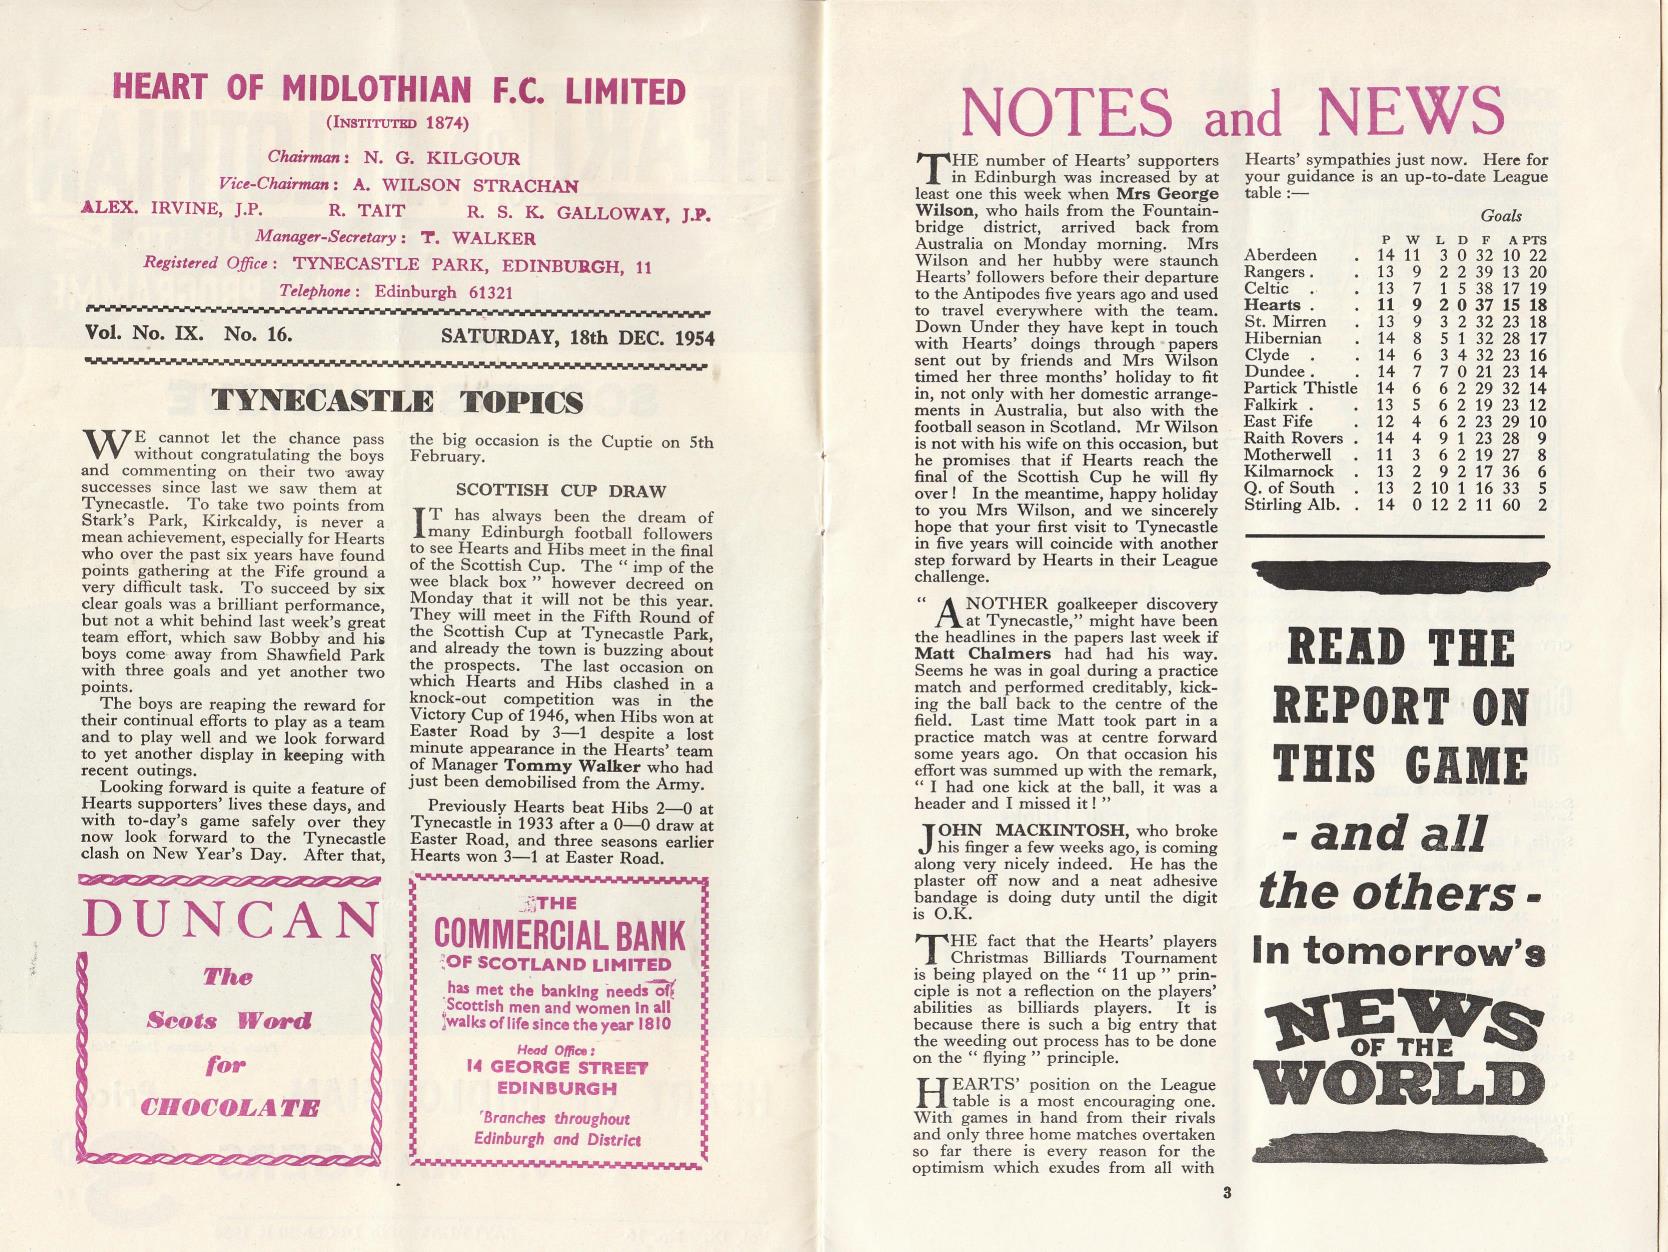 HEART OF MIDLOTHIAN F.C. LIMITED
(INSTITUTED 1874)
Chairman : N. G. KILGOUR
Vice-Chairman : A. WILSON STRACHAN
ALEX. IRVINE, J.P. R. TAIT R. S. K. GALLOWAY, J.P.
Manager-Secretary : T. WALKER
Registered Office : TYNECASTLE PARK, EDINBURGH, 11
Telephone : Edinburgh 61321
Vol. No. IX. No. 16. SATURDAY, 18th DEC. 1954
TYNECASTLE TOPICS
WE cannot let the chance pass
without congratulating the boys
and commenting on their two away
successes since last we saw them at
Tynecastle. To take two points from
Stark's Park, Kirkcaldy, is never a
mean achievement, especially for Hearts
who over the past six years have found
points gathering at the Fife ground a
very difficult task. To succeed by six
clear goals was a brilliant performance,
but not a whit behind last week's great
team effort, which saw Bobby and his
boys come away from Shawfield Park
with three goals and yet another two
points.
The boys are reaping the reward for
their continual efforts to play as a team
and to play well and we look forward
to yet another display in keeping with
recent outings.
Looking forward is quite a feature of
Hearts supporters' lives these days, and
with to-day's game safely over they
now look forward to the Tynecastle
clash on New Year's Day. After that,
the big occasion is the Cuptie on 5th
February.
SCOTTISH CUP DRAW
IT has always been the dream of
many Edinburgh football followers
to see Hearts and Hibs meet in the final
of the Scottish Cup. The " imp of the
wee black box " however decreed on
Monday that it will not be this year.
They will meet in the Fifth Round of
the Scottish Cup at Tynecastle Park,
and already the town is buzzing about
the prospects. The last occasion on
which Hearts and Hibs clashed in a
knock-out competition was in the
Victory Cup of 1946, when Hibs won at
Easter Road by 3—1 despite a lost
minute appearance in the Hearts' team
of Manager Tommy Walker who had
just been demobilised from the Army.
Previously Hearts beat Hibs 2—0 at
Tynecastle in 1933 after a 0—0 draw at
Easter Road, and three seasons earlier
Hearts won 3—1 at Easter Road.
DUNCAN
The
Scots Word
for
CHOCOLATE
THE
COMMERCIAL BANK
OF SCOTLAND LIMITED
has met the banking needs of
Scottish men and women in all
walks of life since the year 1810
Head Office :
14 GEORGE STREET
EDINBURGH
Branches throughout
Edinburgh and District
NOTES and NEWS
THE number of Hearts' supporters
in Edinburgh was increased by at
least one this week when Mrs George
Wilson, who hails from the Fountain-
bridge district, arrived back from
Australia on Monday morning. Mrs
Wilson and her hubby were staunch
Hearts' followers before their departure
to the Antipodes five years ago and used
to travel everywhere with the team.
Down Under they have kept in touch
with Hearts' doings through papers
sent out by friends and Mrs Wilson
timed her three months' holiday to fit
in, not only with her domestic arrange-
ments in Australia, but also with the
football season in Scotland. Mr Wilson
is not with his wife on this occasion, but
he promises that if Hearts reach the
final of the Scottish Cup he will fly
over ! In the meantime, happy holiday
to you Mrs Wilson, and we sincerely
hope that your first visit to Tynecastle
in five years will coincide with another
step forward by Hearts in their League
challenge.
" ANOTHER goalkeeper discovery
at Tynecastle," might have been
the headlines in the papers last week if
Matt Chalmers had had his way.
Seems he was in goal during a practice
match and performed creditably, kick-
ing the ball back to the centre of the
field. Last time Matt took part in a
practice match was at centre forward
some years ago. On that occasion his
effort was summed up with the remark,
" I had one kick at the ball, it was a
header and I missed it ! "
JOHN MACKINTOSH, who broke
his finger a few weeks ago, is coming
along very nicely indeed. He has the
plaster off now and a neat adhesive
bandage is doing duty until the digit
is O.K.
THE fact that the Hearts' players
Christmas Billiards Tournament
is being played on the " 11 up " prin-
ciple is not a reflection on the players'
abilities as billiards players. It is
because there is such a big entry that
the weeding out process has to be done
on the " flying " principle.
HEARTS' position on the League
table is a most encouraging one.
With games in hand from their rivals
and only three home matches overtaken
so far there is every reason for the
optimism which exudes from all with
Hearts' sympathies just now. Here for
your guidance is an up-to-date League
table :—
Goals
P W L D F A PTS
Aberdeen . 14 11 3 0 32 10 22
Rangers . . 13 9 2 2 39 13 20
Celtic . . 13 7 1 5 38 17 19
Hearts . . 11 9 2 0 37 15 18
St. Mirren . 13 9 3 2 32 23 18
Hibernian . 14 8 5 1 32 28 17
Clyde . . 14 6 3 4 32 23 16
Dundee . . 14 7 7 0 21 23 14
Partick Thistle 14 6 6 2 29 32 14
Falkirk . . 13 5 6 2 19 23 12
East Fife . 12 4 6 2 23 29 10
Raith Rovers . 14 4 9 1 23 28 9
Motherwell . 11 3 6 2 19 27 8
Kilmarnock . 13 2 9 2 17 36 6
Q. of South . 13 2 10 1 16 33 5
Stirling Alb. . 14 0 12 2 11 60 2
READ THE
REPORT ON
THIS GAME
- and all
the others -
in tomorrow's
NEWS
OF THE
WORLD
3